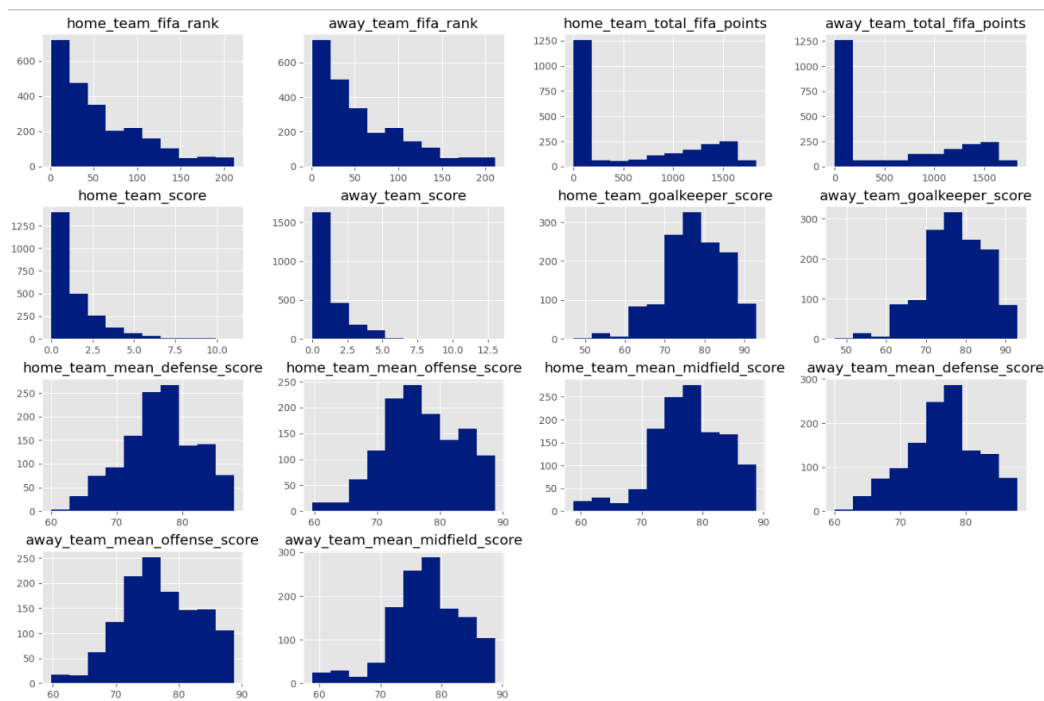 home_team_fifa_rank
600
400
200
0
0 50 100 150 200
away_team_fifa_rank
600
400
200
0
0 50 100 150 200
home_team_total_fifa_points
1250
1000
750
500
250
0
0 500 1000 1500
away_team_total_fifa_points
1250
1000
750
500
250
0
0 500 1000 1500
home_team_score
1250
1000
750
500
250
0
0.0 2.5 5.0 7.5 10.0
away_team_score
1500
1000
500
0
0.0 2.5 5.0 7.5 10.0 12.5
home_team_goalkeeper_score
300
200
100
0
50 60 70 80 90
away_team_goalkeeper_score
300
200
100
0
50 60 70 80 90
home_team_mean_defense_score
250
200
150
100
50
0
60 70 80
home_team_mean_offense_score
250
200
150
100
50
0
60 70 80 90
home_team_mean_midfield_score
250
200
150
100
50
0
60 70 80 90
away_team_mean_defense_score
300
200
100
0
60 70 80
away_team_mean_offense_score
250
200
150
100
50
0
60 70 80 90
away_team_mean_midfield_score
300
200
100
0
60 70 80 90